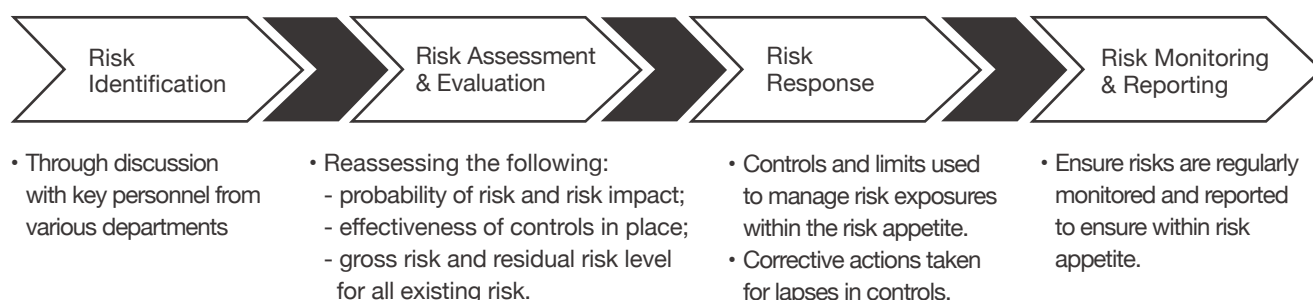 Risk
Identification
Risk Assessment
& Evaluation
Risk
Response
Risk Monitoring
& Reporting
• Through discussion
with key personnel from
various departments
• Reassessing the following:
- probability of risk and risk impact;
- effectiveness of controls in place;
- gross risk and residual risk level
for all existing risk.
• Controls and limits used
to manage risk exposures
within the risk appetite.
• Corrective actions taken
for lapses in controls.
• Ensure risks are regularly
monitored and reported
to ensure within risk
appetite.